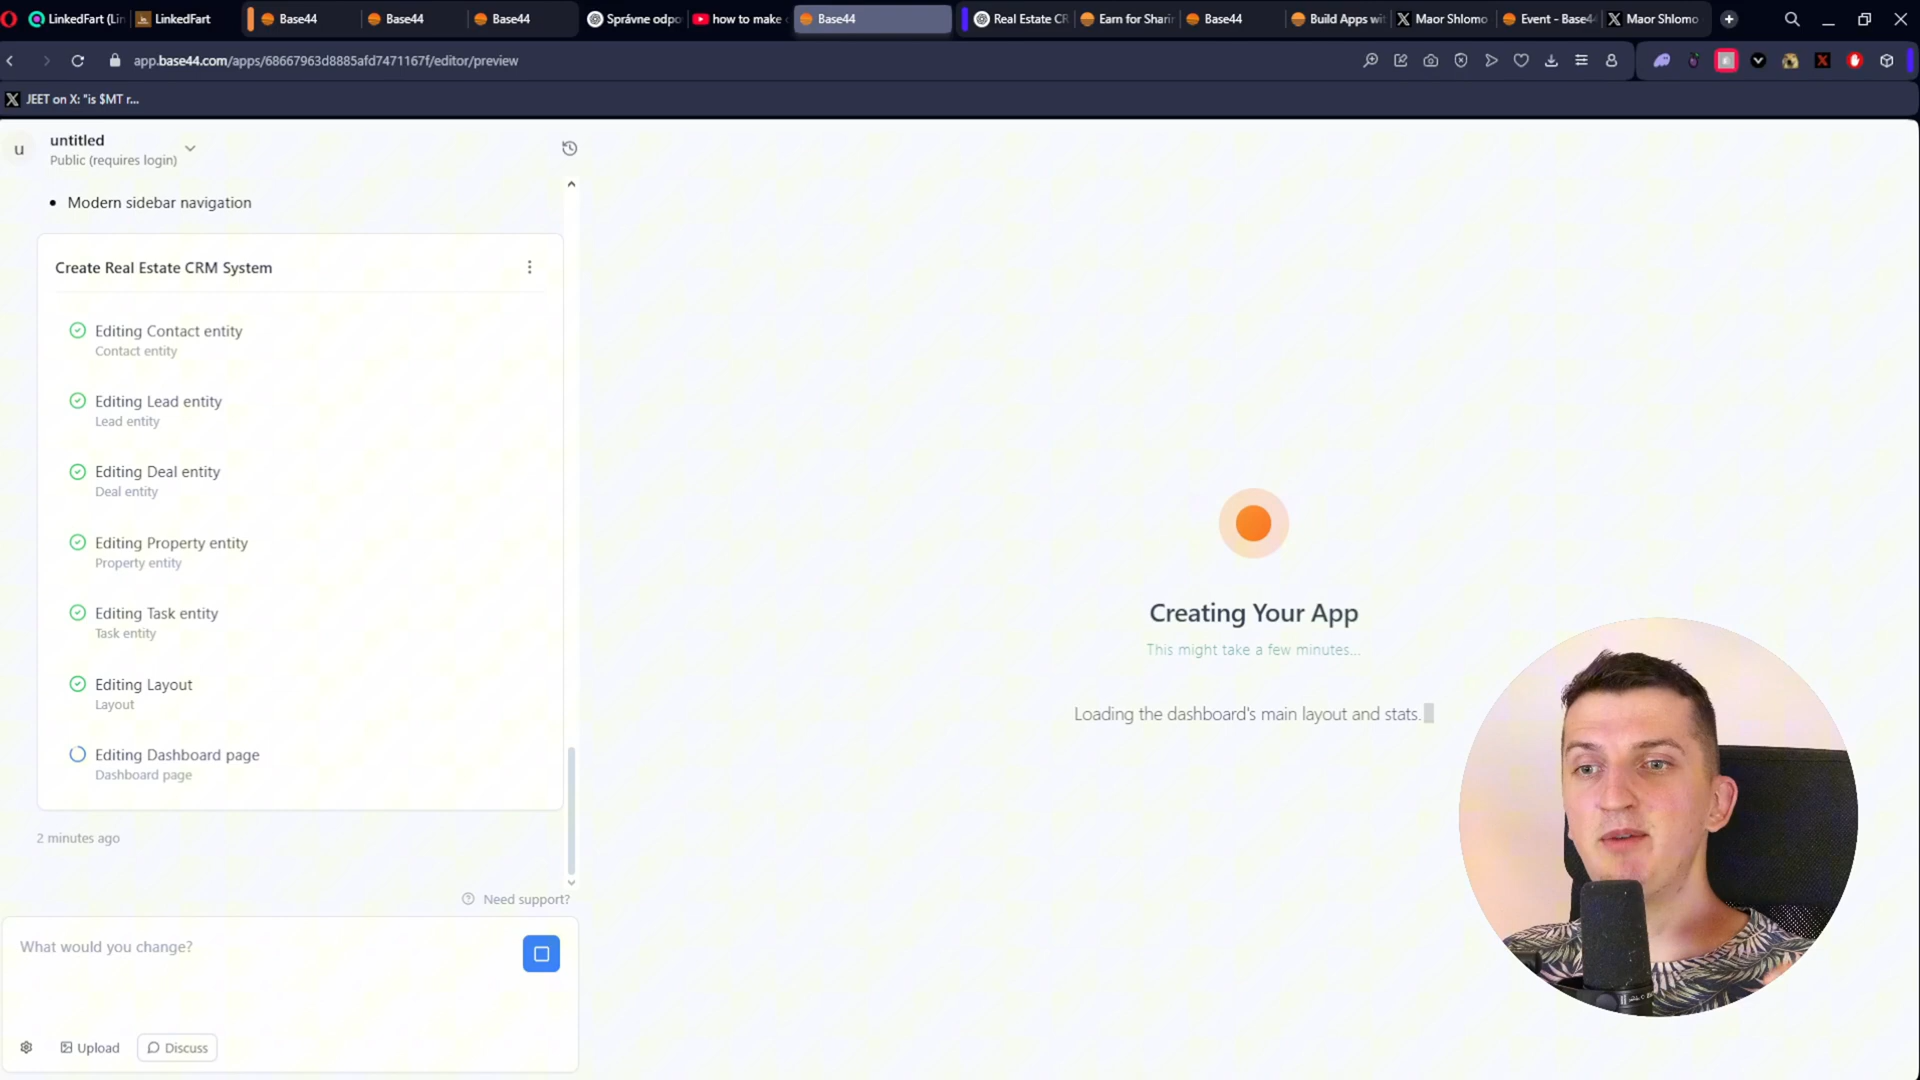 LinkedFart (Lin
LinkedFart
Base44
Base44
Base44
Správne odpo
how to make
Base44
Real Estate CR
Earn for Sharin
Base44
Build Apps wit
Maor Shlomo
Event - Base44
Maor Shlomo
app.base44.com/apps/68667963d8885afd7471167f/editor/preview
JEET on X: "is $MT r...
u
untitled
Public (requires login)
• Modern sidebar navigation
Create Real Estate CRM System
Editing Contact entity
Contact entity
Editing Lead entity
Lead entity
Editing Deal entity
Deal entity
Editing Property entity
Property entity
Editing Task entity
Task entity
Editing Layout
Layout
Editing Dashboard page
Dashboard page
2 minutes ago
Need support?
What would you change?
Upload
Discuss
Creating Your App
This might take a few minutes...
Loading the dashboard's main layout and stats.